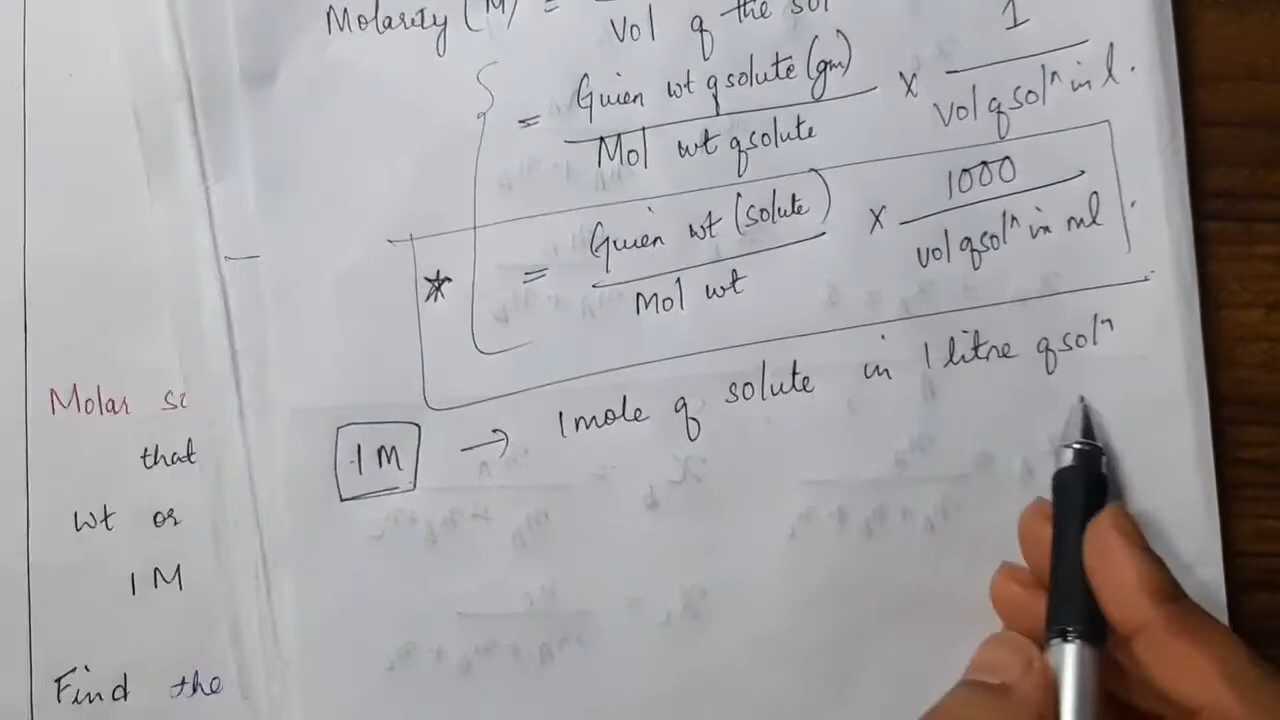 Molarity (M) =
Vol of the sol
= Given wt of solute (gm) / Mol wt of solute × 1 / vol of solⁿ in l.
* = Given wt (solute) / Mol wt × 1000 / vol of solⁿ in ml.
1 M → 1 mole of solute in 1 litre of solⁿ
Molar
that
wt or
1 M
Find the